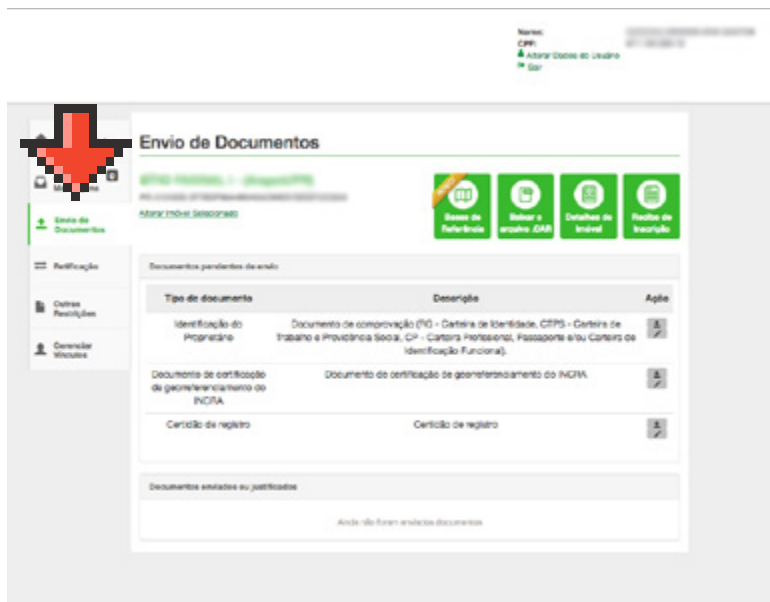 Nome:
CPF:
Alterar Dados do Usuário
Sair
Envio de Documentos
Alterar Imóvel Selecionado
Bases de Referência
Baixar o arquivo .CAR
Detalhes do Imóvel
Recibo de Inscrição
Envio de
Documentos
Retificação
Outras
Restrições
Gerenciar
Vínculos
Documentos pendentes de envio
Tipo de documento Descrição Ação
Identificação do Proprietário
Documento de comprovação (RG - Carteira de Identidade, CTPS - Carteira de
Trabalho e Previdência Social, CP - Carteira Profissional, Passaporte e/ou Carteira de
Identificação Funcional).
Documento de certificação
de georreferenciamento do
INCRA
Documento de certificação de georreferenciamento do INCRA
Certidão de registro Certidão de registro
Documentos enviados ou justificados
Ainda não foram enviados documentos